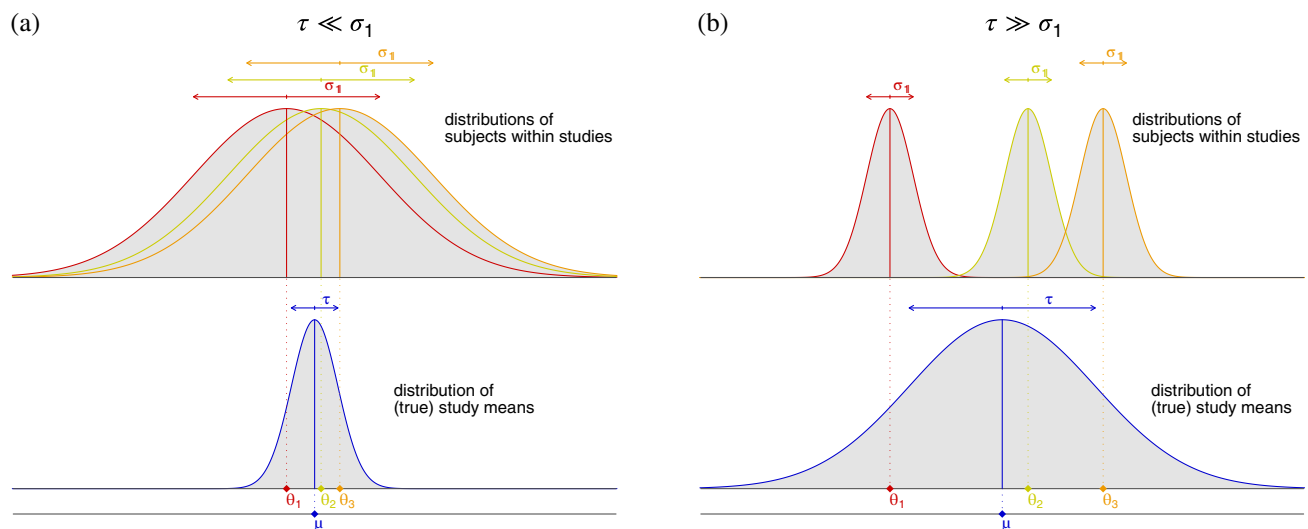 (a)
τ ≪ σ₁
σ₁
σ₁
σ₁
distributions of
subjects within studies
τ
distribution of
(true) study means
θ₁
θ₂
θ₃
μ
(b)
τ ≫ σ₁
σ₁
σ₁
σ₁
distributions of
subjects within studies
τ
distribution of
(true) study means
θ₁
θ₂
θ₃
μ